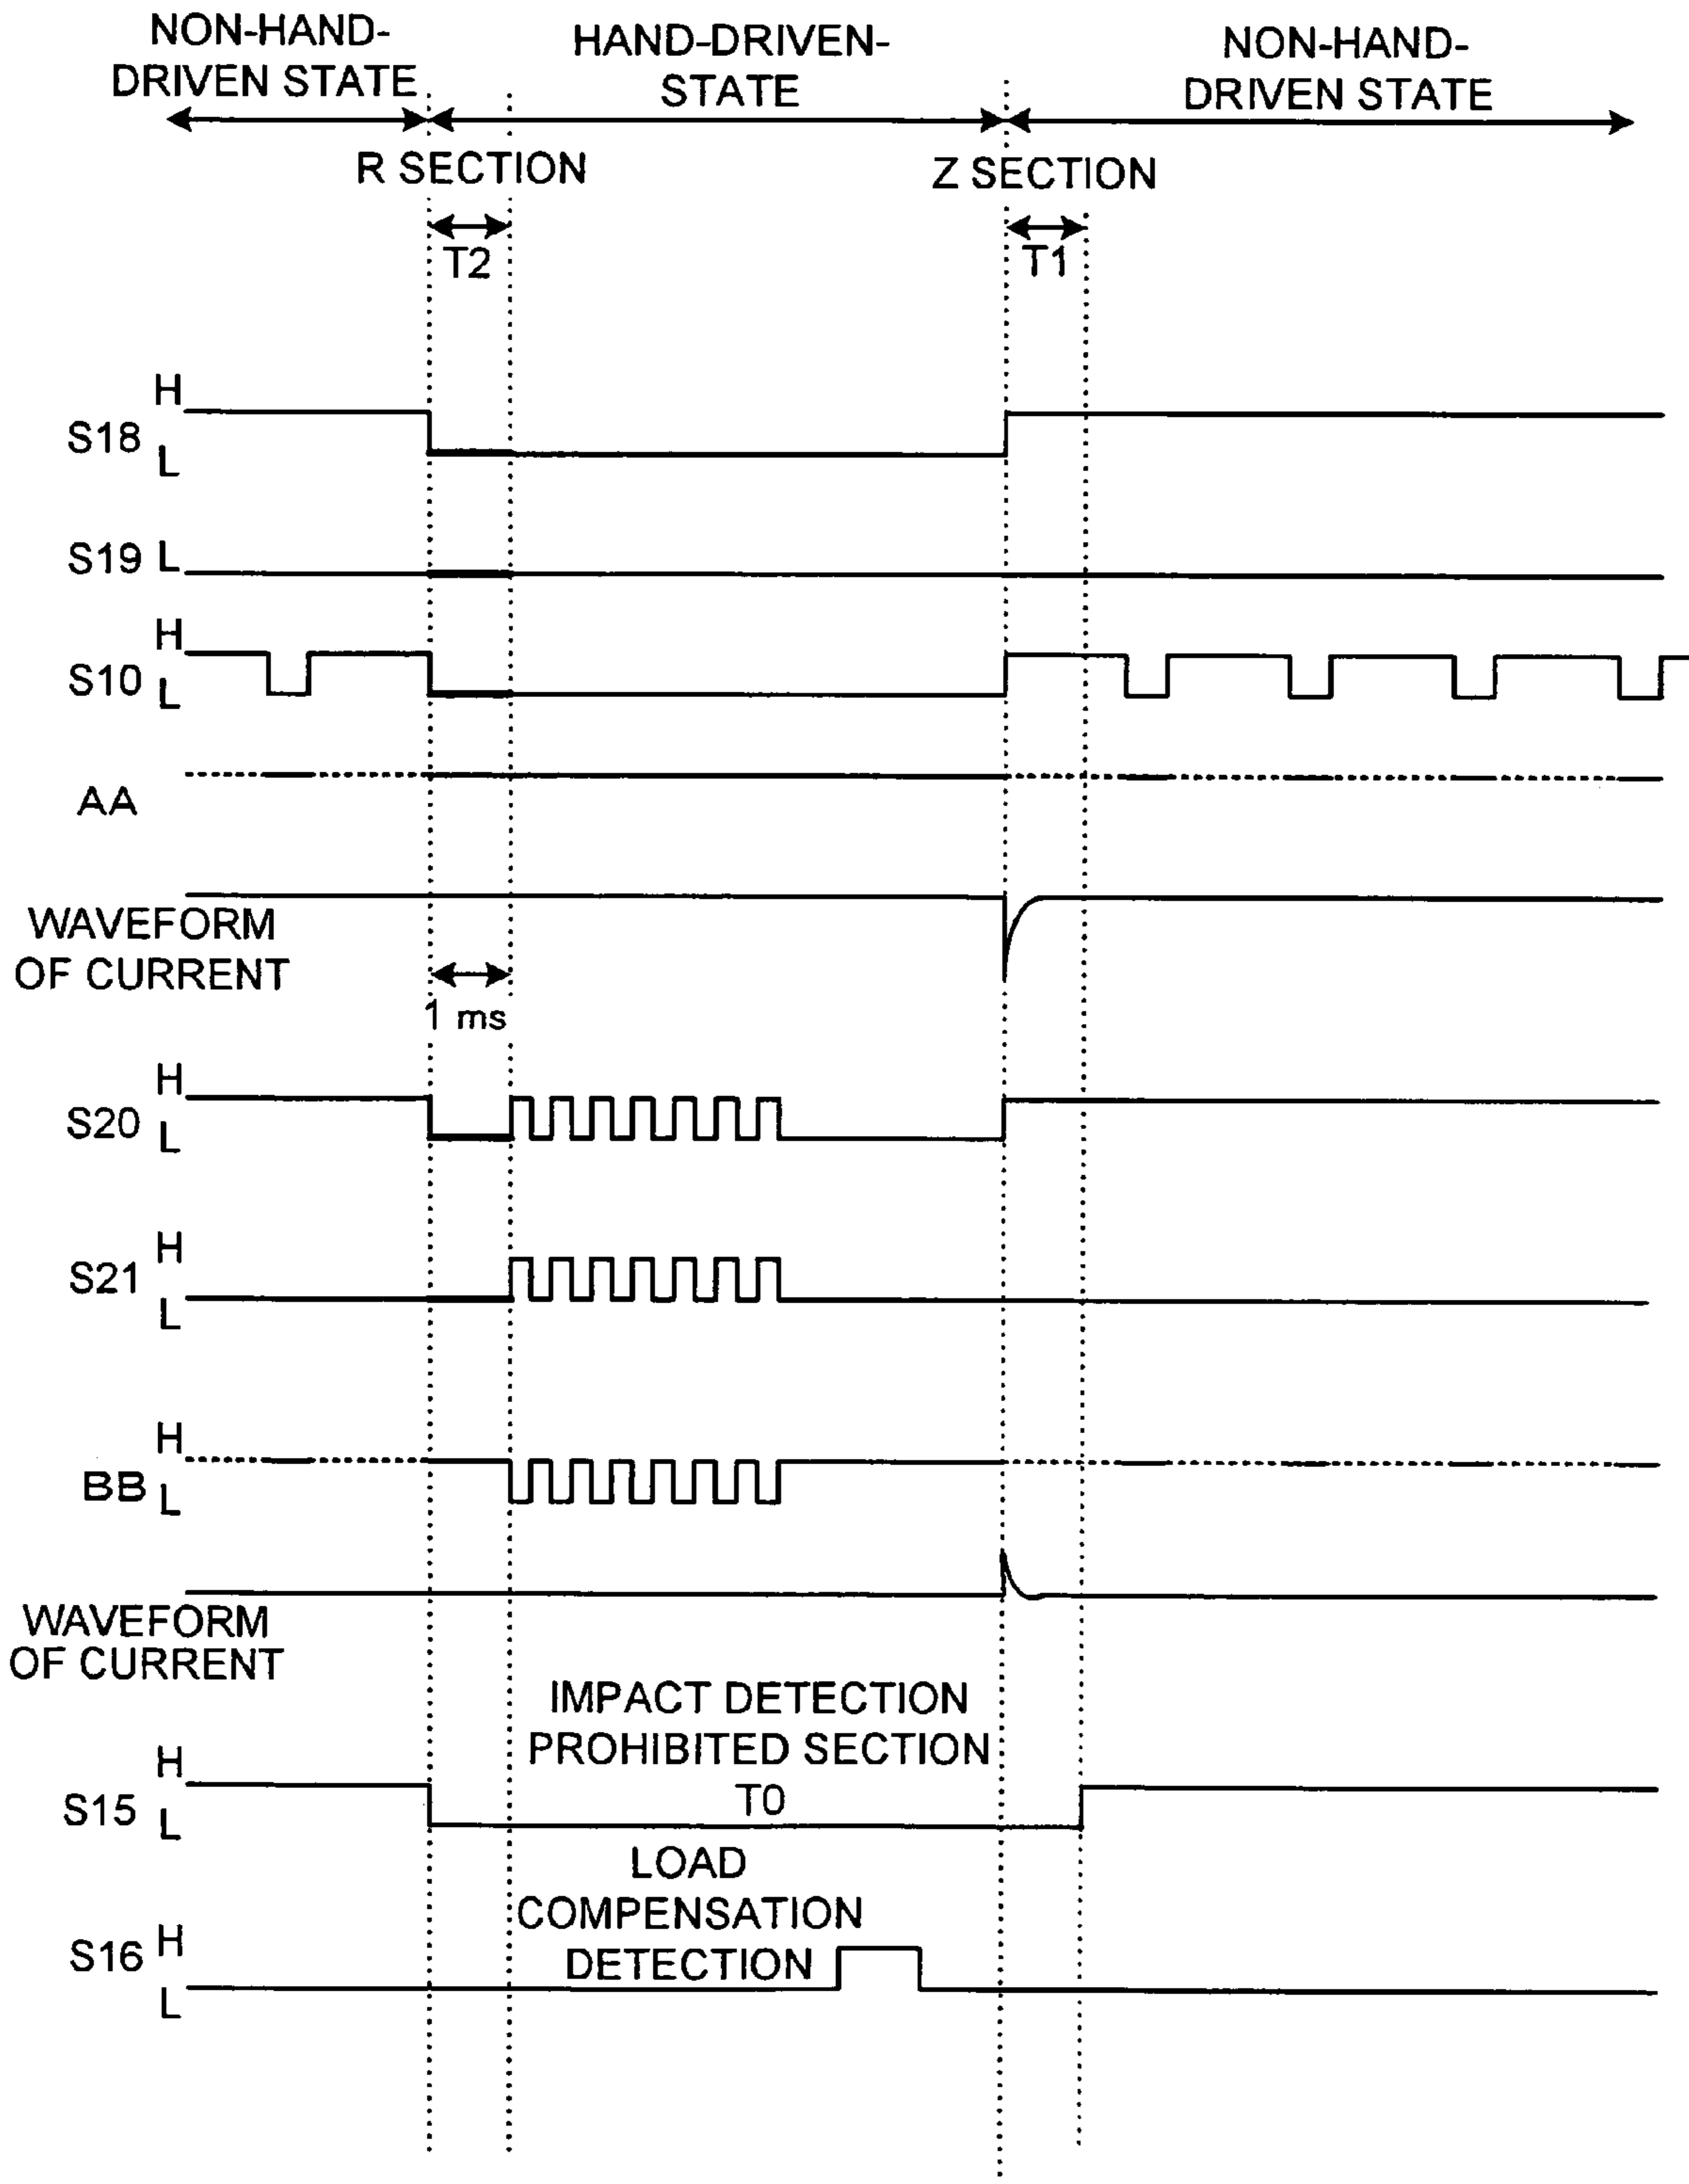 NON-HAND-
DRIVEN STATE
HAND-DRIVEN-
STATE
NON-HAND-
DRIVEN STATE
R SECTION
Z SECTION
T2
T1
H
S18
L
S19 L
H
S10
L
AA
WAVEFORM
OF CURRENT
1 ms
H
S20
L
H
S21
L
H
BB
L
WAVEFORM
OF CURRENT
IMPACT DETECTION
PROHIBITED SECTION
T0
H
S15
L
LOAD
COMPENSATION
DETECTION
H
S16
L